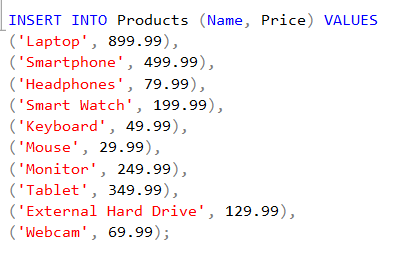 INSERT INTO Products (Name, Price) VALUES
('Laptop', 899.99),
('Smartphone', 499.99),
('Headphones', 79.99),
('Smart Watch', 199.99),
('Keyboard', 49.99),
('Mouse', 29.99),
('Monitor', 249.99),
('Tablet', 349.99),
('External Hard Drive', 129.99),
('Webcam', 69.99);